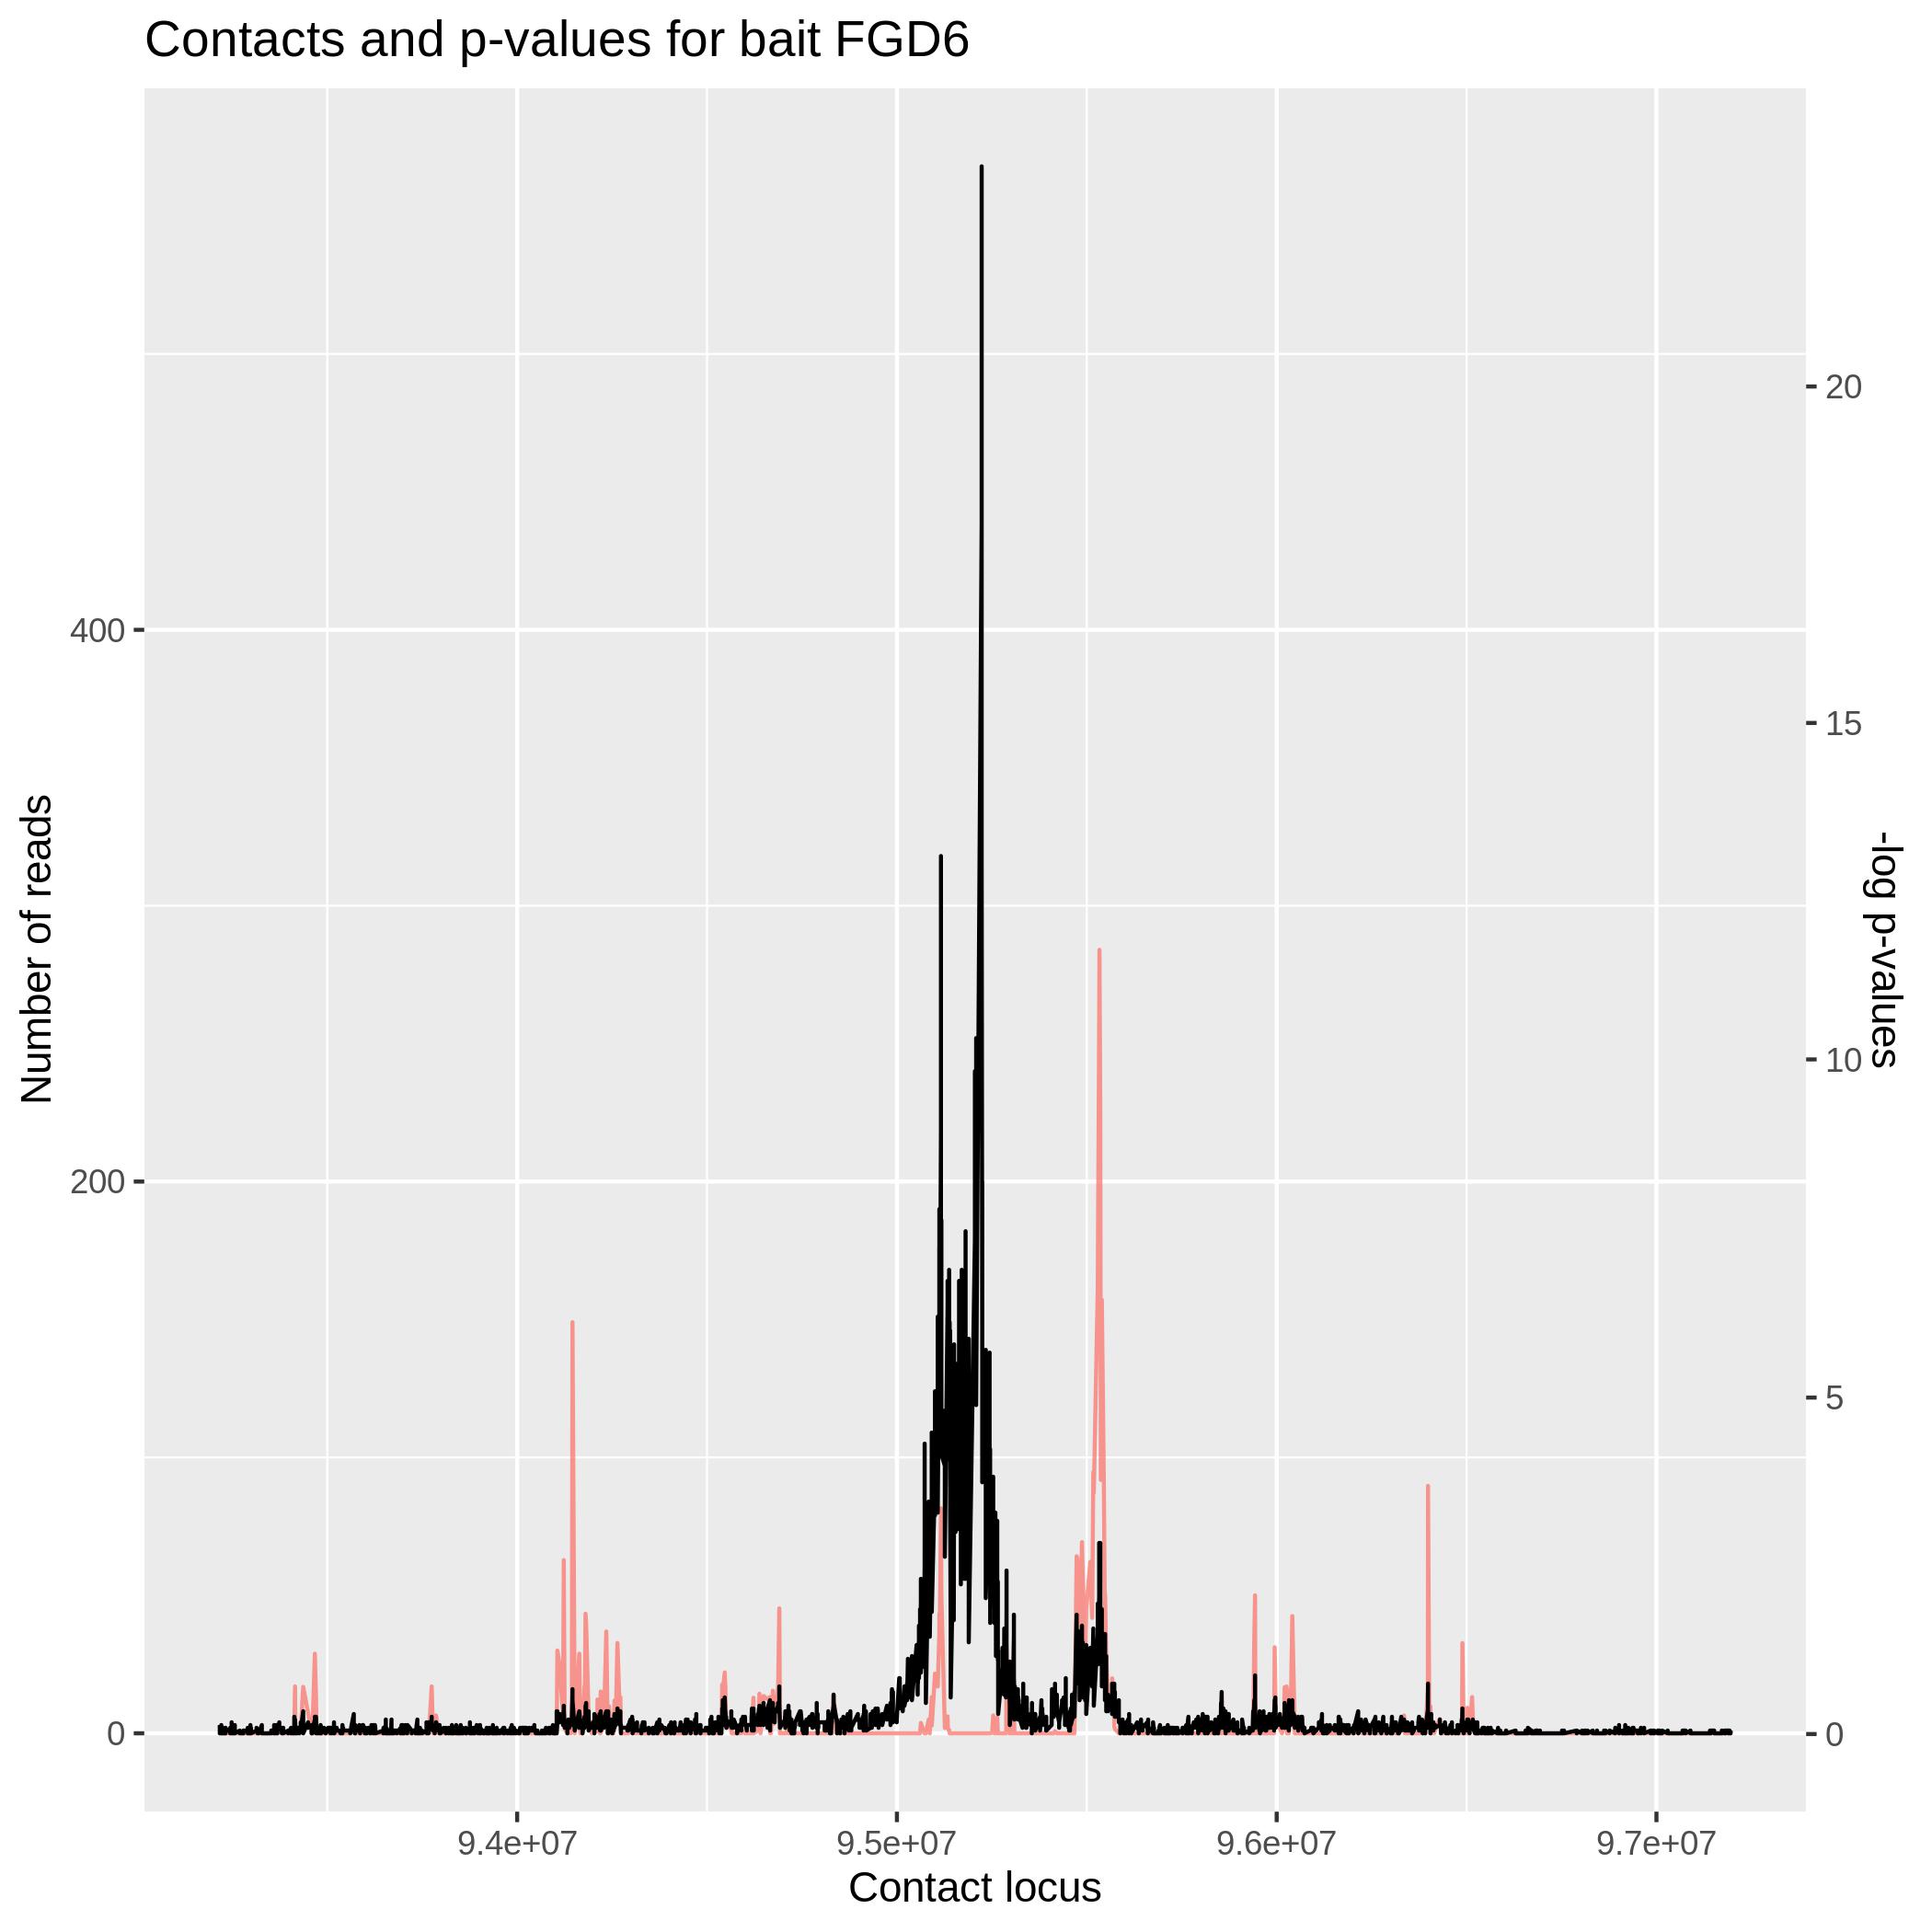 Contacts and p-values for bait FGD6
Number of reads
400
200
0
20
15
10
5
0
-log p-values
9.4e+07
9.5e+07
9.6e+07
9.7e+07
Contact locus